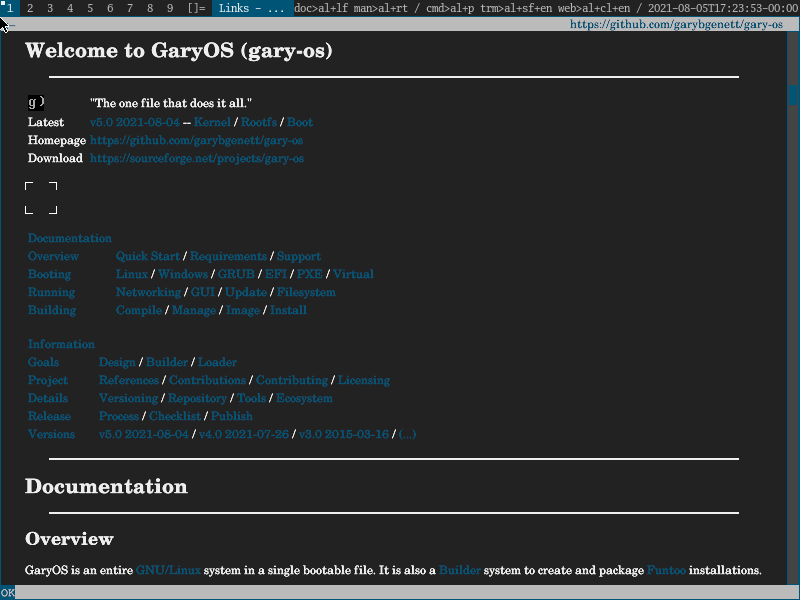 1 2 3 4 5 6 7 8 9 []= Links - ... doc>al+lf man>al+rt / cmd>al+p trm>al+sf+en web>al+cl+en / 2021-08-05T17:23:53-00:00
https://github.com/garybgenett/gary-os
Welcome to GaryOS (gary-os)
g) "The one file that does it all."
Latest v5.0 2021-08-04 -- Kernel / Rootfs / Boot
Homepage https://github.com/garybgenett/gary-os
Download https://sourceforge.net/projects/gary-os
Documentation
Overview Quick Start / Requirements / Support
Booting Linux / Windows / GRUB / EFI / PXE / Virtual
Running Networking / GUI / Update / Filesystem
Building Compile / Manage / Image / Install
Information
Goals Design / Builder / Loader
Project References / Contributions / Contributing / Licensing
Details Versioning / Repository / Tools / Ecosystem
Release Process / Checklist / Publish
Versions v5.0 2021-08-04 / v4.0 2021-07-26 / v3.0 2015-03-16 / (...)
Documentation
Overview
GaryOS is an entire GNU/Linux system in a single bootable file. It is also a Builder system to create and package Funtoo installations.
OK